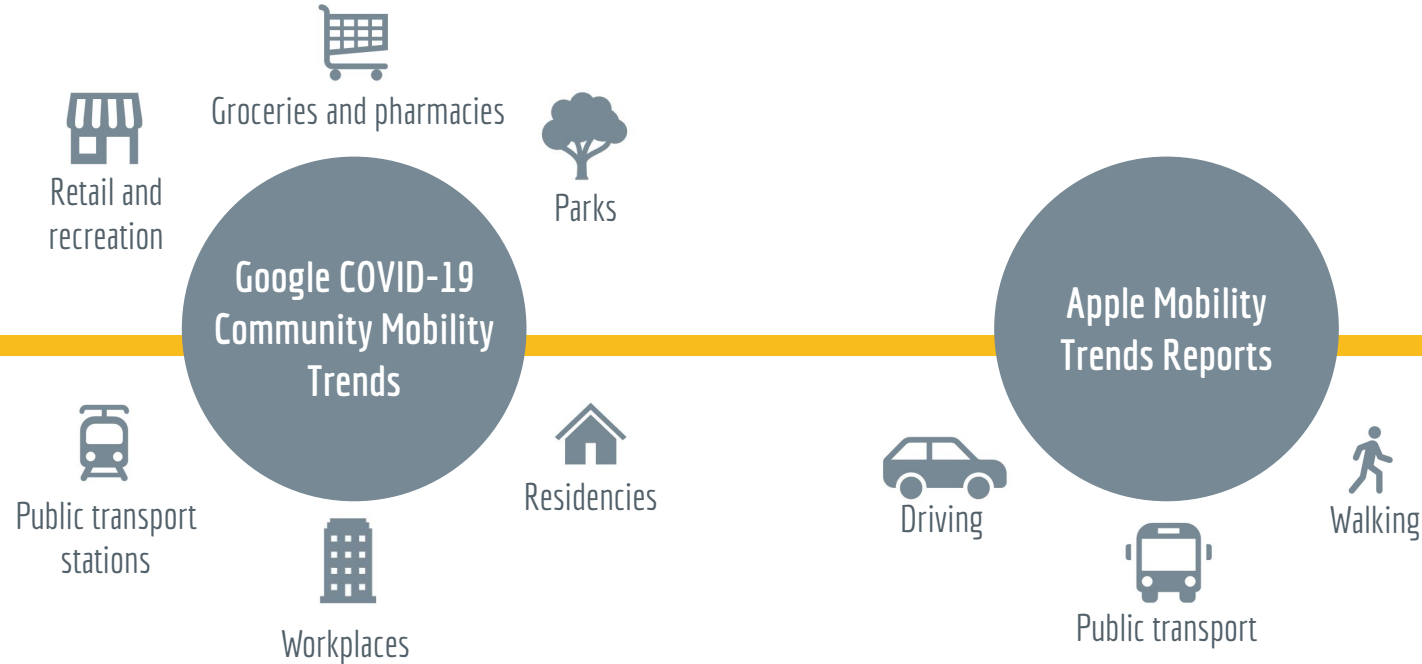 Groceries and pharmacies
Retail and
recreation
Parks
Google COVID-19
Community Mobility
Trends
Public transport
stations
Residencies
Workplaces
Apple Mobility
Trends Reports
Driving
Walking
Public transport